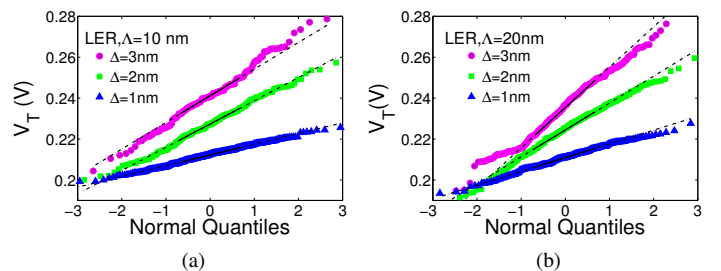 0.28
0.26
0.24
0.22
0.2
V_T (V)
LER,Λ=10 nm
Δ=3nm
Δ=2nm
Δ=1nm
−3 −2 −1 0 1 2 3
Normal Quantiles
(a)
0.28
0.26
0.24
0.22
0.2
V_T(V)
LER,Λ=20nm
Δ=3nm
Δ=2nm
Δ=1nm
−3 −2 −1 0 1 2 3
Normal Quantiles
(b)